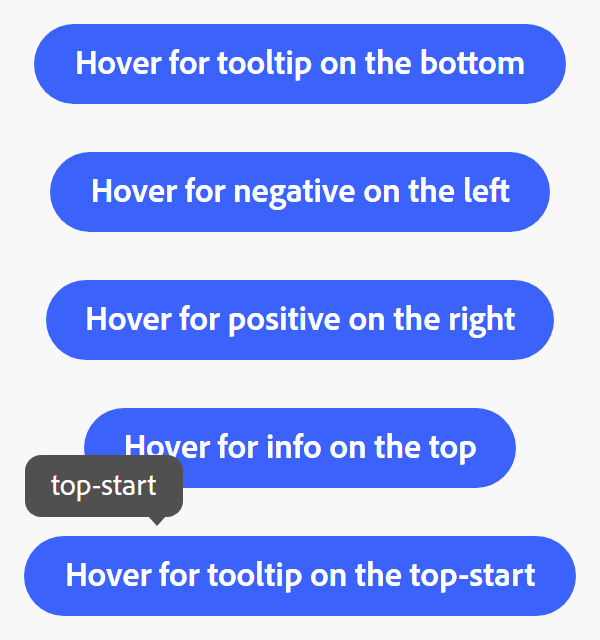 Hover for tooltip on the bottom
Hover for negative on the left
Hover for positive on the right
Hover for info on the top
top-start
Hover for tooltip on the top-start